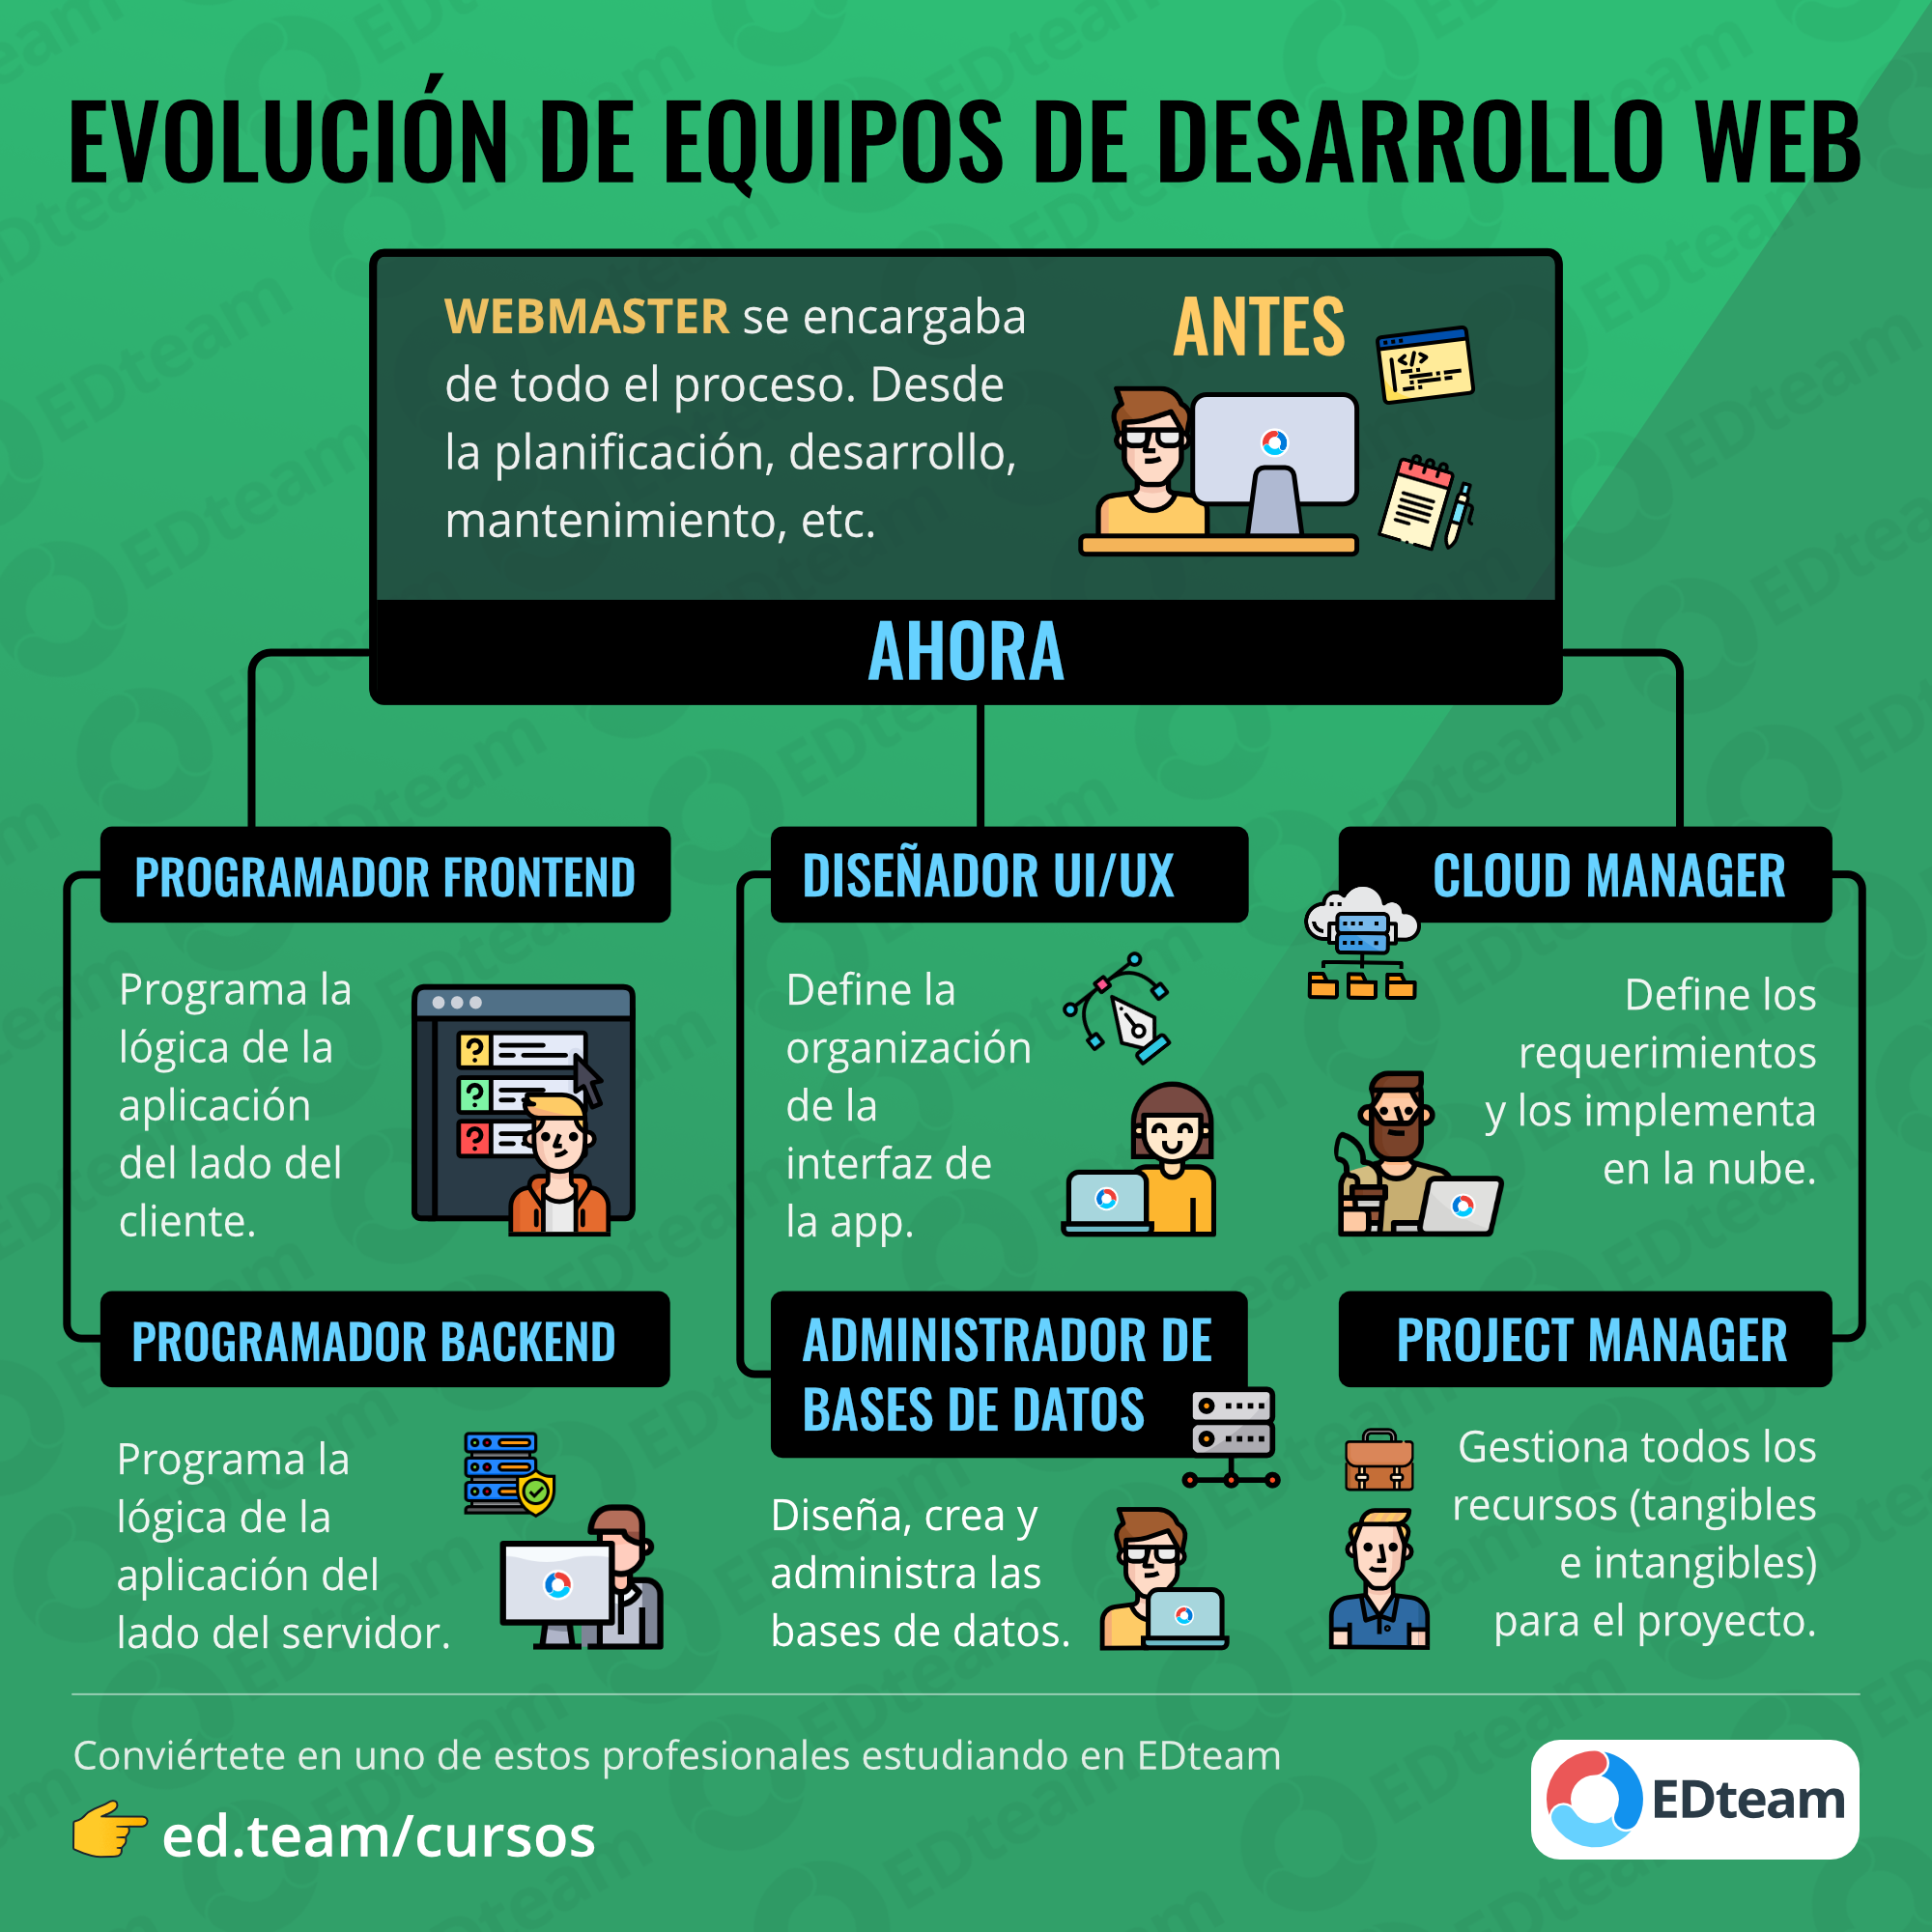 EVOLUCIÓN DE EQUIPOS DE DESARROLLO WEB
WEBMASTER se encargaba
de todo el proceso. Desde
la planificación, desarrollo,
mantenimiento, etc.
ANTES
AHORA
PROGRAMADOR FRONTEND
Programa la
lógica de la
aplicación
del lado del
cliente.
PROGRAMADOR BACKEND
Programa la
lógica de la
aplicación del
lado del servidor.
DISEÑADOR UI/UX
Define la
organización
de la
interfaz de
la app.
ADMINISTRADOR DE
BASES DE DATOS
Diseña, crea y
administra las
bases de datos.
CLOUD MANAGER
Define los
requerimientos
y los implementa
en la nube.
PROJECT MANAGER
Gestiona todos los
recursos (tangibles
e intangibles)
para el proyecto.
Conviértete en uno de estos profesionales estudiando en EDteam
ed.team/cursos
EDteam